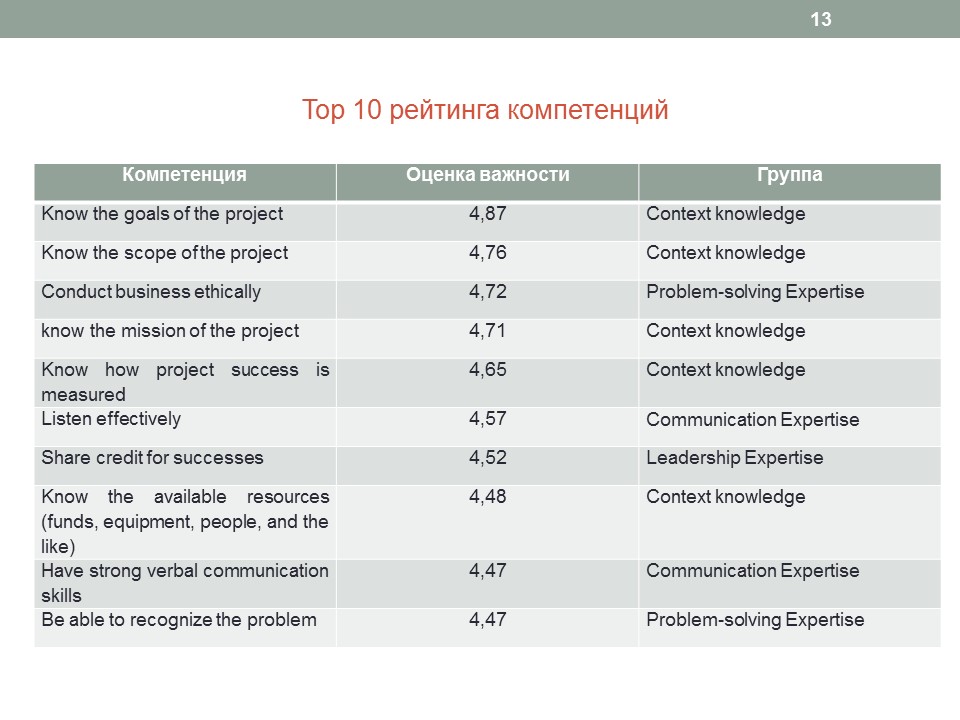 13
Top 10 рейтинга компетенций
Компетенция Оценка важности Группа
Know the goals of the project 4,87 Context knowledge
Know the scope of the project 4,76 Context knowledge
Conduct business ethically 4,72 Problem-solving Expertise
know the mission of the project 4,71 Context knowledge
Know how project success is 4,65 Context knowledge
measured
Listen effectively 4,57 Communication Expertise
Share credit for successes 4,52 Leadership Expertise
Know the available resources 4,48 Context knowledge
(funds, equipment, people, and the
like)
Have strong verbal communication 4,47 Communication Expertise
skills
Be able to recognize the problem 4,47 Problem-solving Expertise